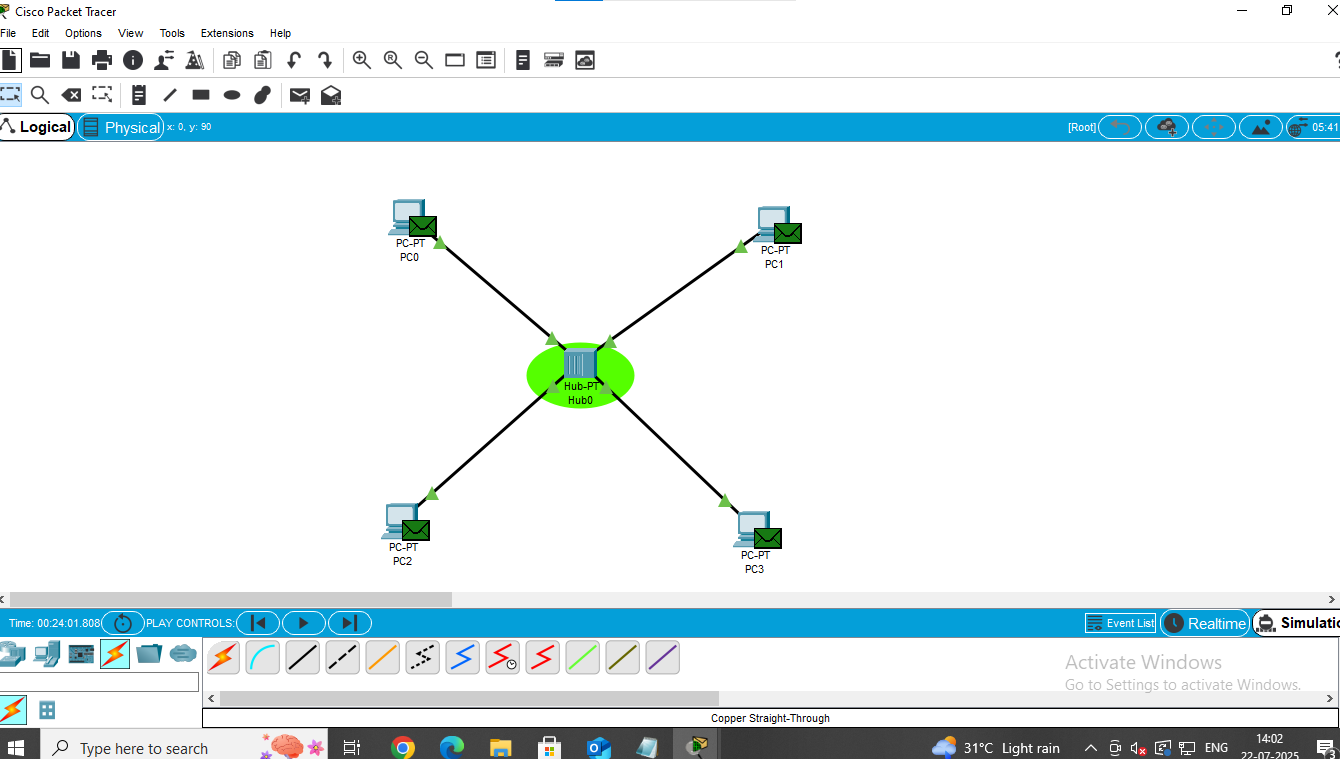 Cisco Packet Tracer
File Edit Options View Tools Extensions Help
Logical Physical x: 0, y: 90 [Root] 05:41
PC-PT
PC0
PC-PT
PC1
Hub-PT
Hub0
PC-PT
PC2
PC-PT
PC3
Time: 00:24:01.808 PLAY CONTROLS: Event List Realtime Simulatio
Activate Windows
Go to Settings to activate Windows.
Copper Straight-Through
Type here to search 31°C Light rain ENG 14:02
22-07-2025 3